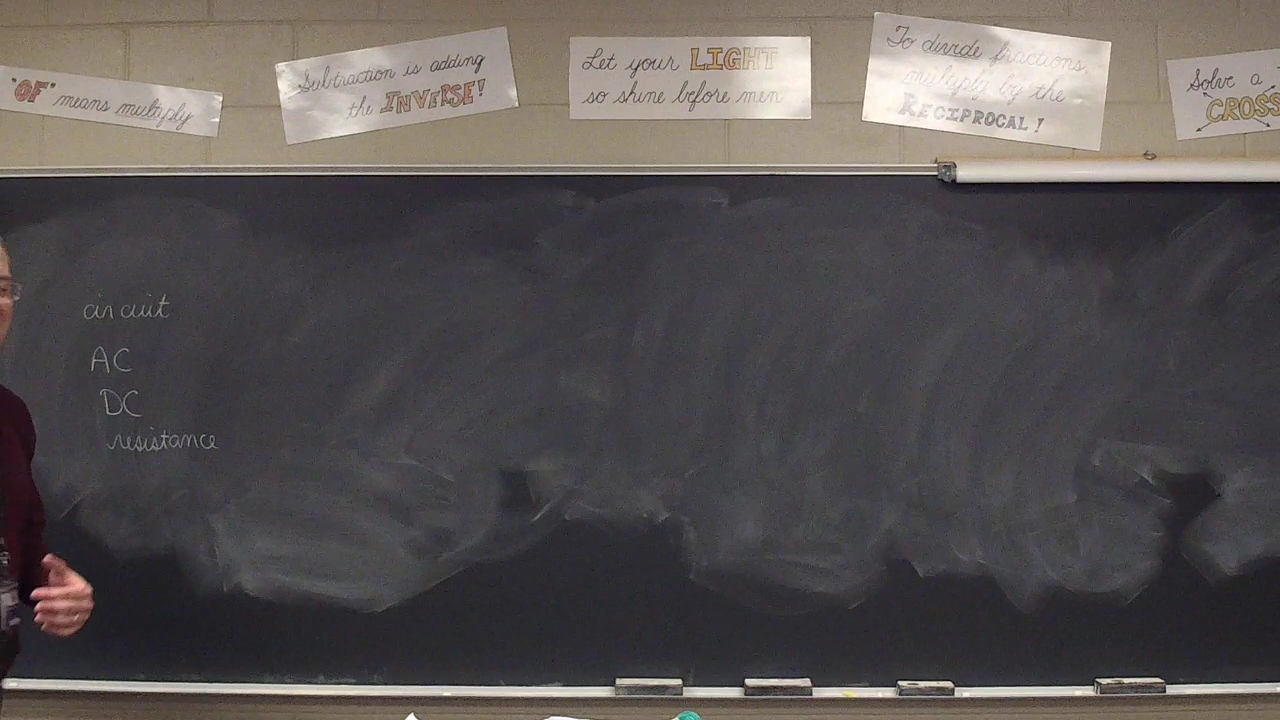 "OF" means multiply
Subtraction is adding
the INVERSE!
Let your LIGHT
so shine before men
To divide fractions,
multiply by the
RECIPROCAL!
Solve a
CROSS
circuit
AC
DC
resistance